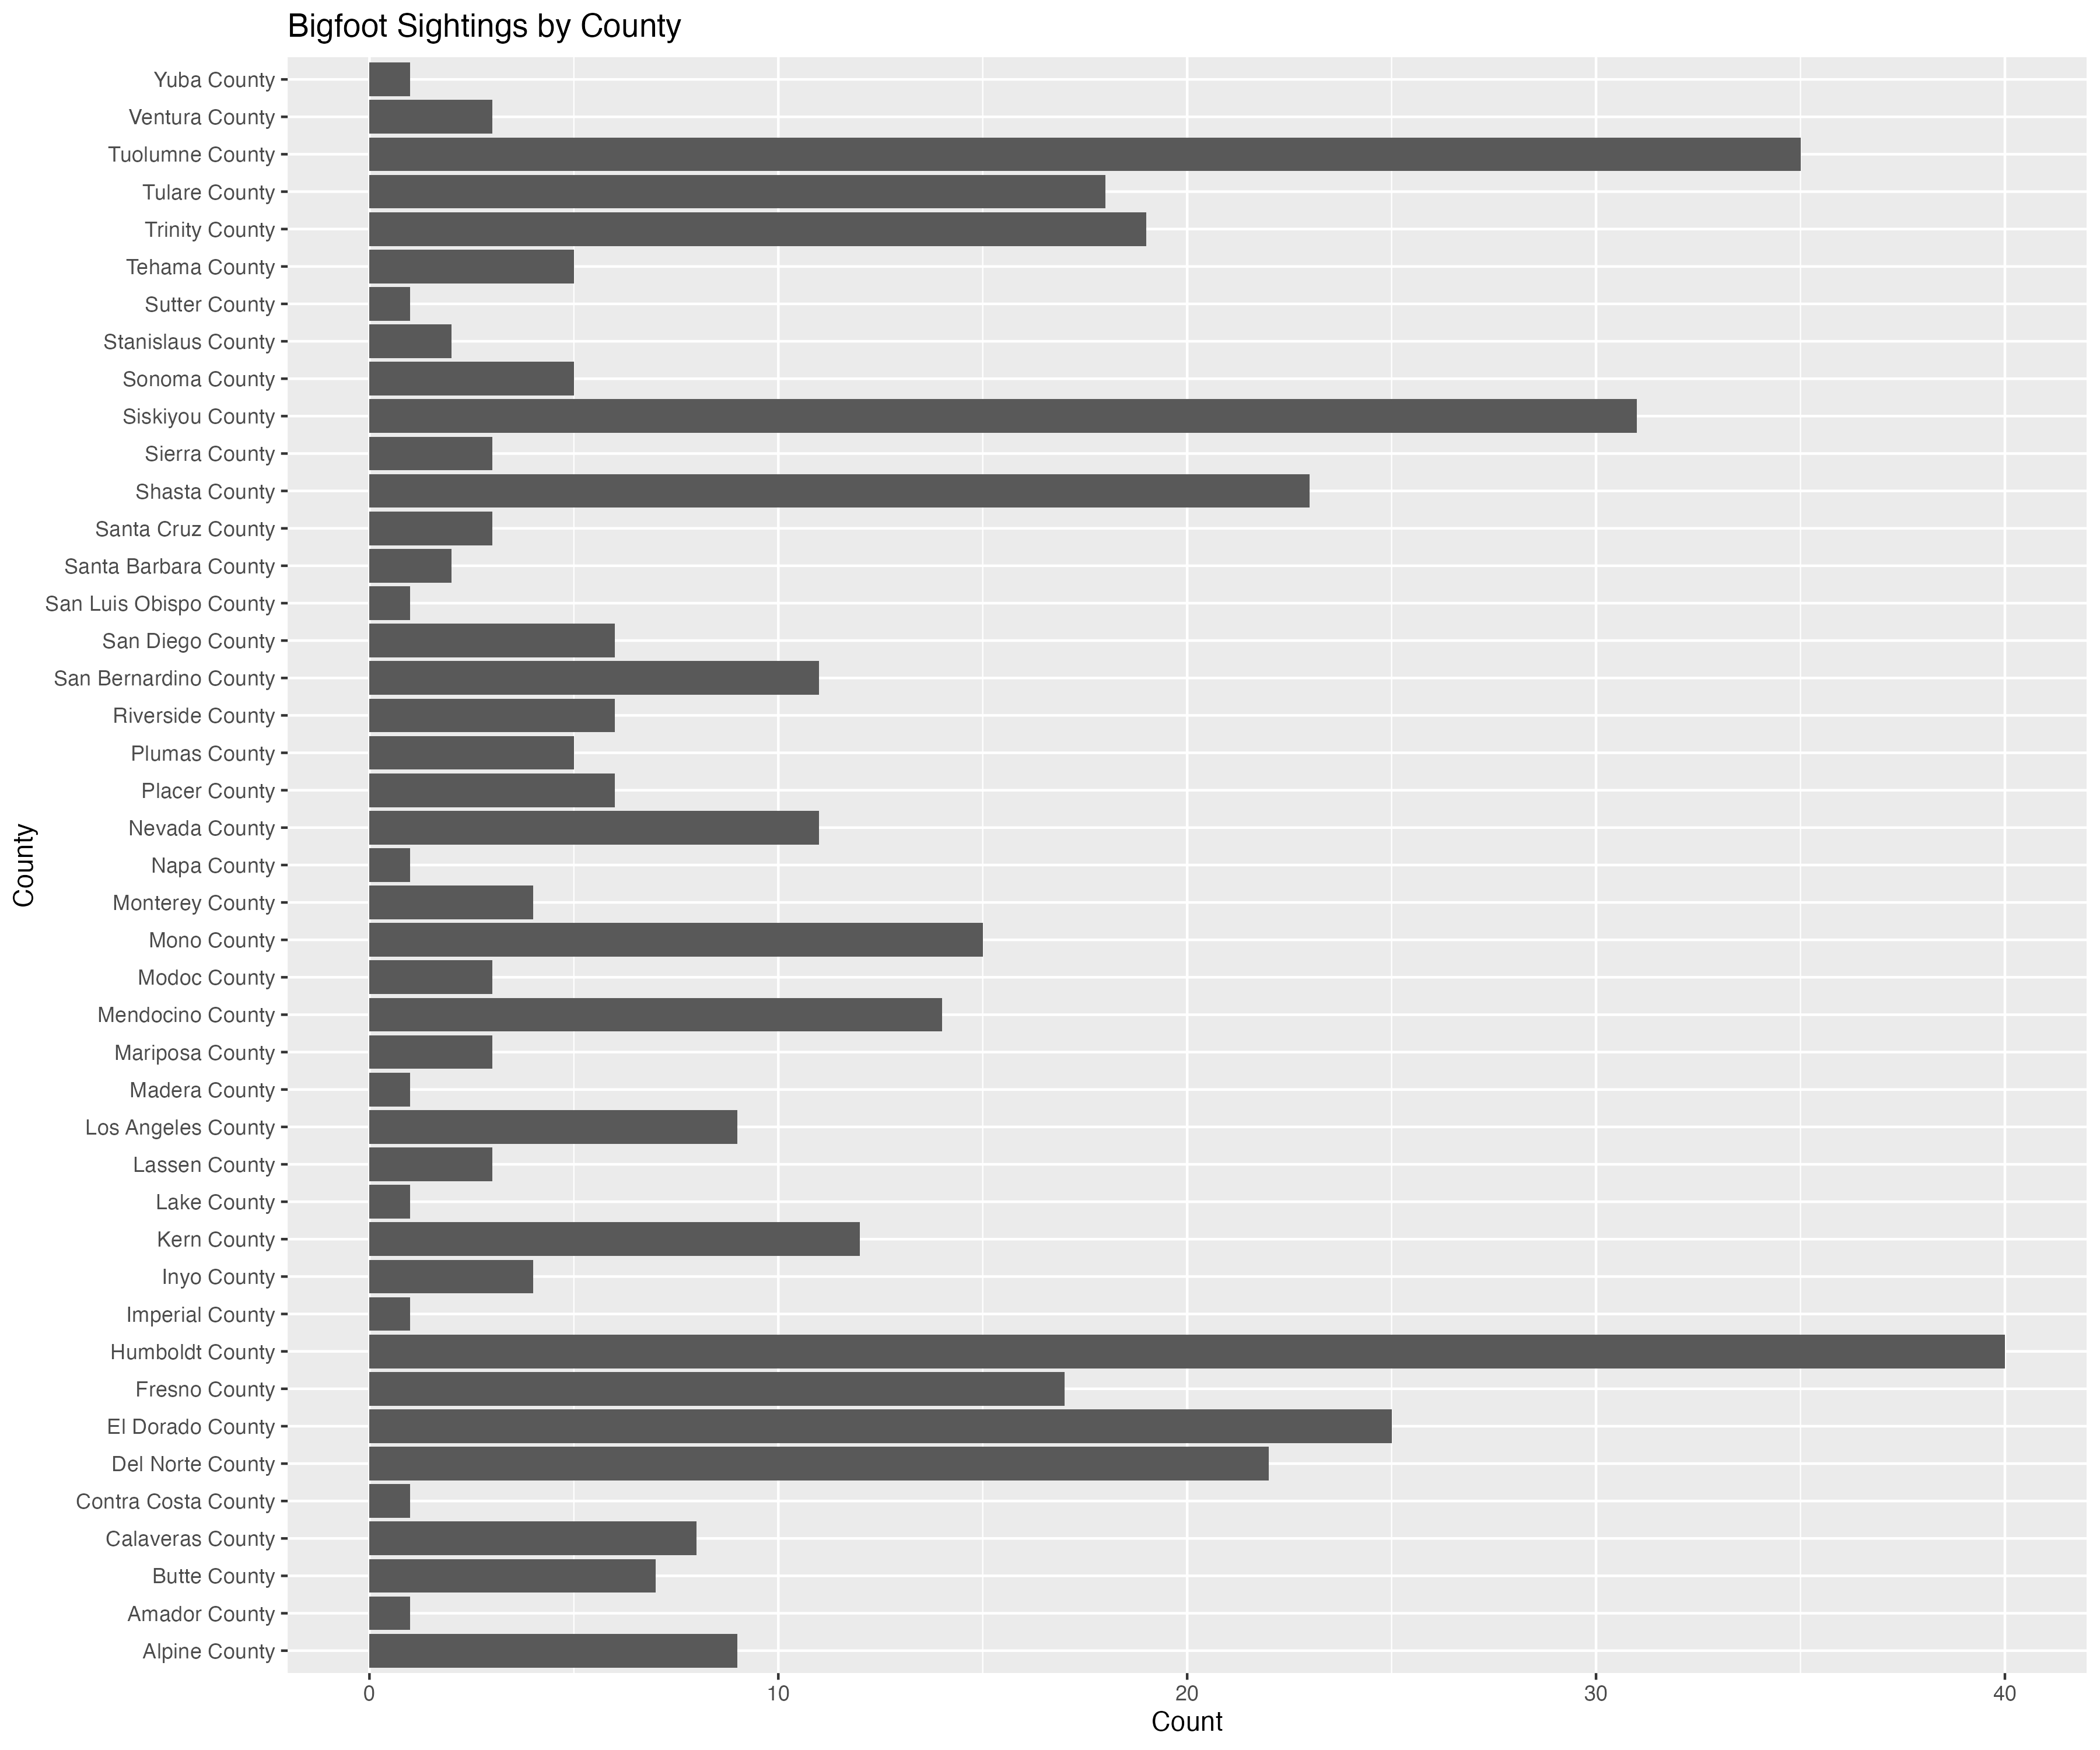 Bigfoot Sightings by County
County
Yuba County
Ventura County
Tuolumne County
Tulare County
Trinity County
Tehama County
Sutter County
Stanislaus County
Sonoma County
Siskiyou County
Sierra County
Shasta County
Santa Cruz County
Santa Barbara County
San Luis Obispo County
San Diego County
San Bernardino County
Riverside County
Plumas County
Placer County
Nevada County
Napa County
Monterey County
Mono County
Modoc County
Mendocino County
Mariposa County
Madera County
Los Angeles County
Lassen County
Lake County
Kern County
Inyo County
Imperial County
Humboldt County
Fresno County
El Dorado County
Del Norte County
Contra Costa County
Calaveras County
Butte County
Amador County
Alpine County
0 10 20 30 40
Count